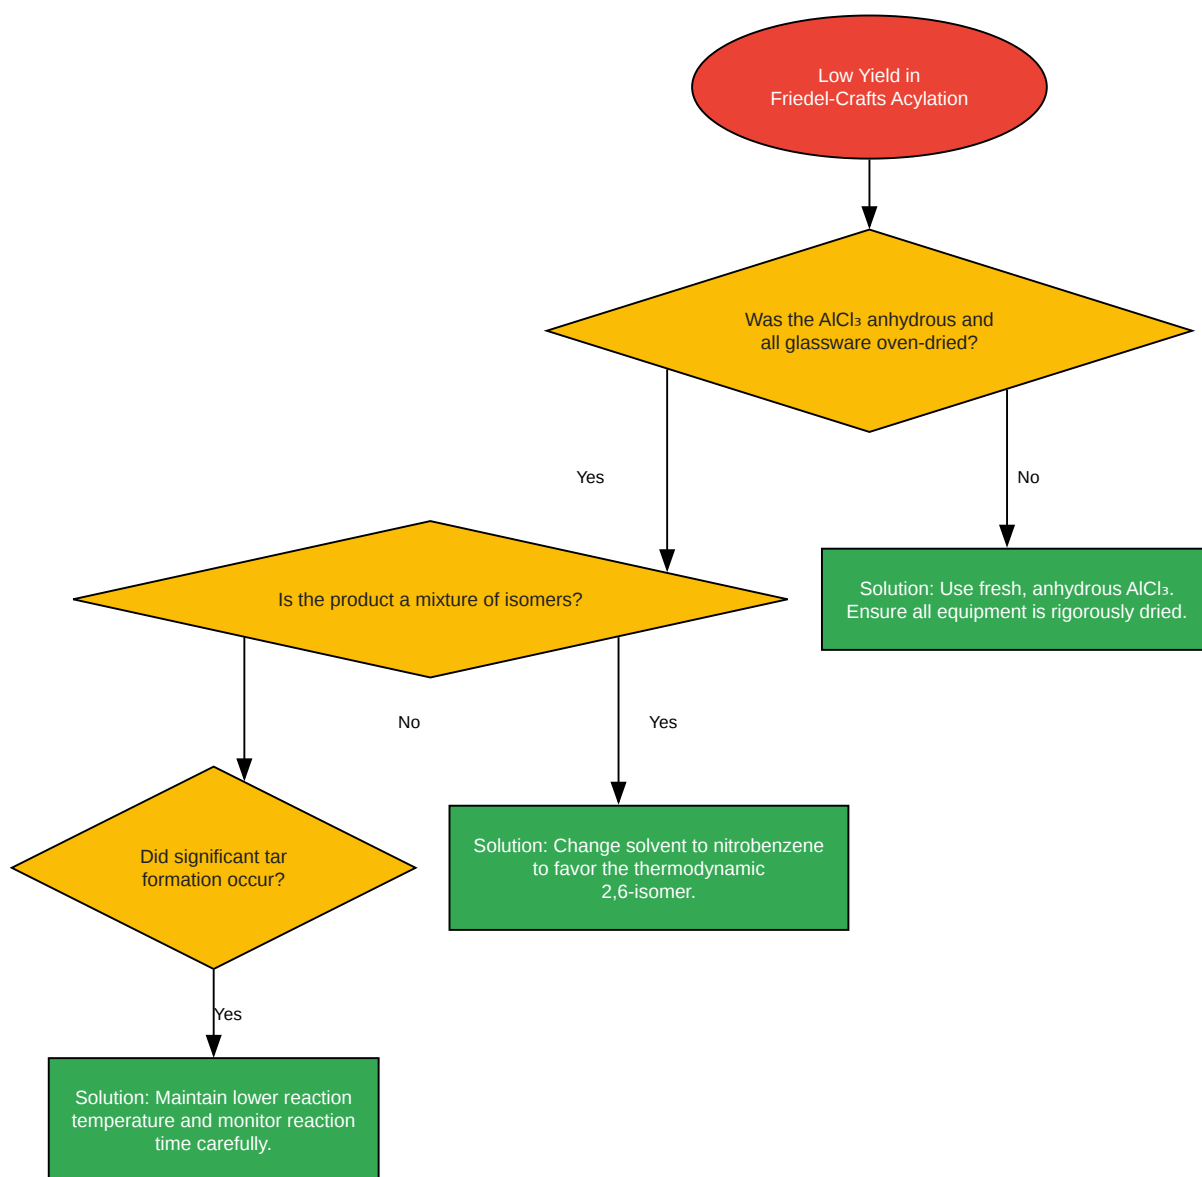 Low Yield in
Friedel-Crafts Acylation
Was the AlCl₃ anhydrous and
all glassware oven-dried?
Yes
No
Is the product a mixture of isomers?
Solution: Use fresh, anhydrous AlCl₃.
Ensure all equipment is rigorously dried.
No
Yes
Did significant tar
formation occur?
Solution: Change solvent to nitrobenzene
to favor the thermodynamic
2,6-isomer.
Yes
Solution: Maintain lower reaction
temperature and monitor reaction
time carefully.